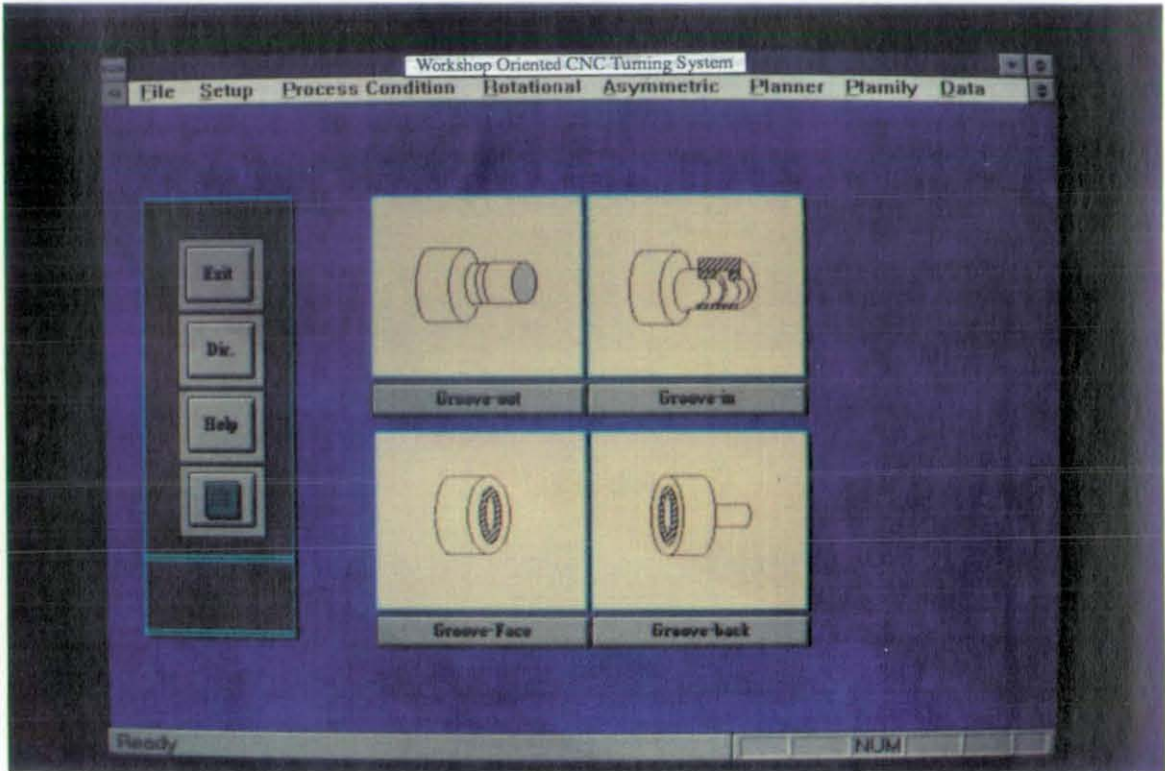 Workshop Oriented CNC Turning System
File Setup Process Condition Rotational Asymmetric Planner Plamily Data
Exit
Dir.
Help
Groove-out Groove-in
Groove-Face Groove-back
Ready NUM